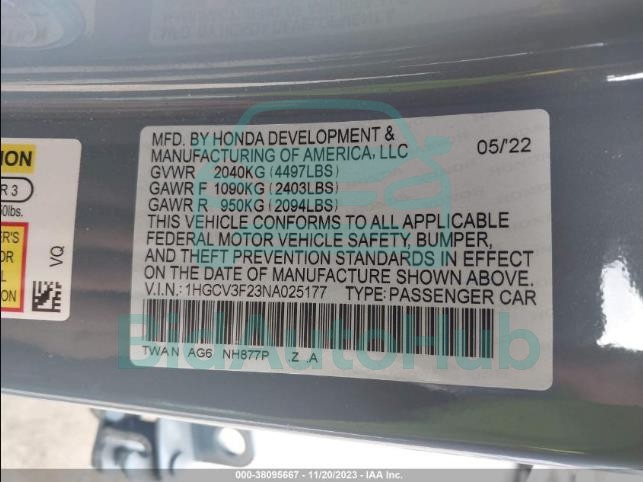 MFD. BY HONDA DEVELOPMENT &
MANUFACTURING OF AMERICA, LLC 05/'22
GVWR 2040KG (4497LBS)
GAWR F 1090KG (2403LBS)
GAWR R 950KG (2094LBS)
THIS VEHICLE CONFORMS TO ALL APPLICABLE
FEDERAL MOTOR VEHICLE SAFETY, BUMPER,
AND THEFT PREVENTION STANDARDS IN EFFECT
ON THE DATE OF MANUFACTURE SHOWN ABOVE.
V.I.N.: 1HGCV3F23NA025177 TYPE: PASSENGER CAR
TWA N AG6 NH877P .Z .A
BidAutoHub
R 3
0lbs.
VQ
000-38095667 - 11/20/2023 - IAA Inc.